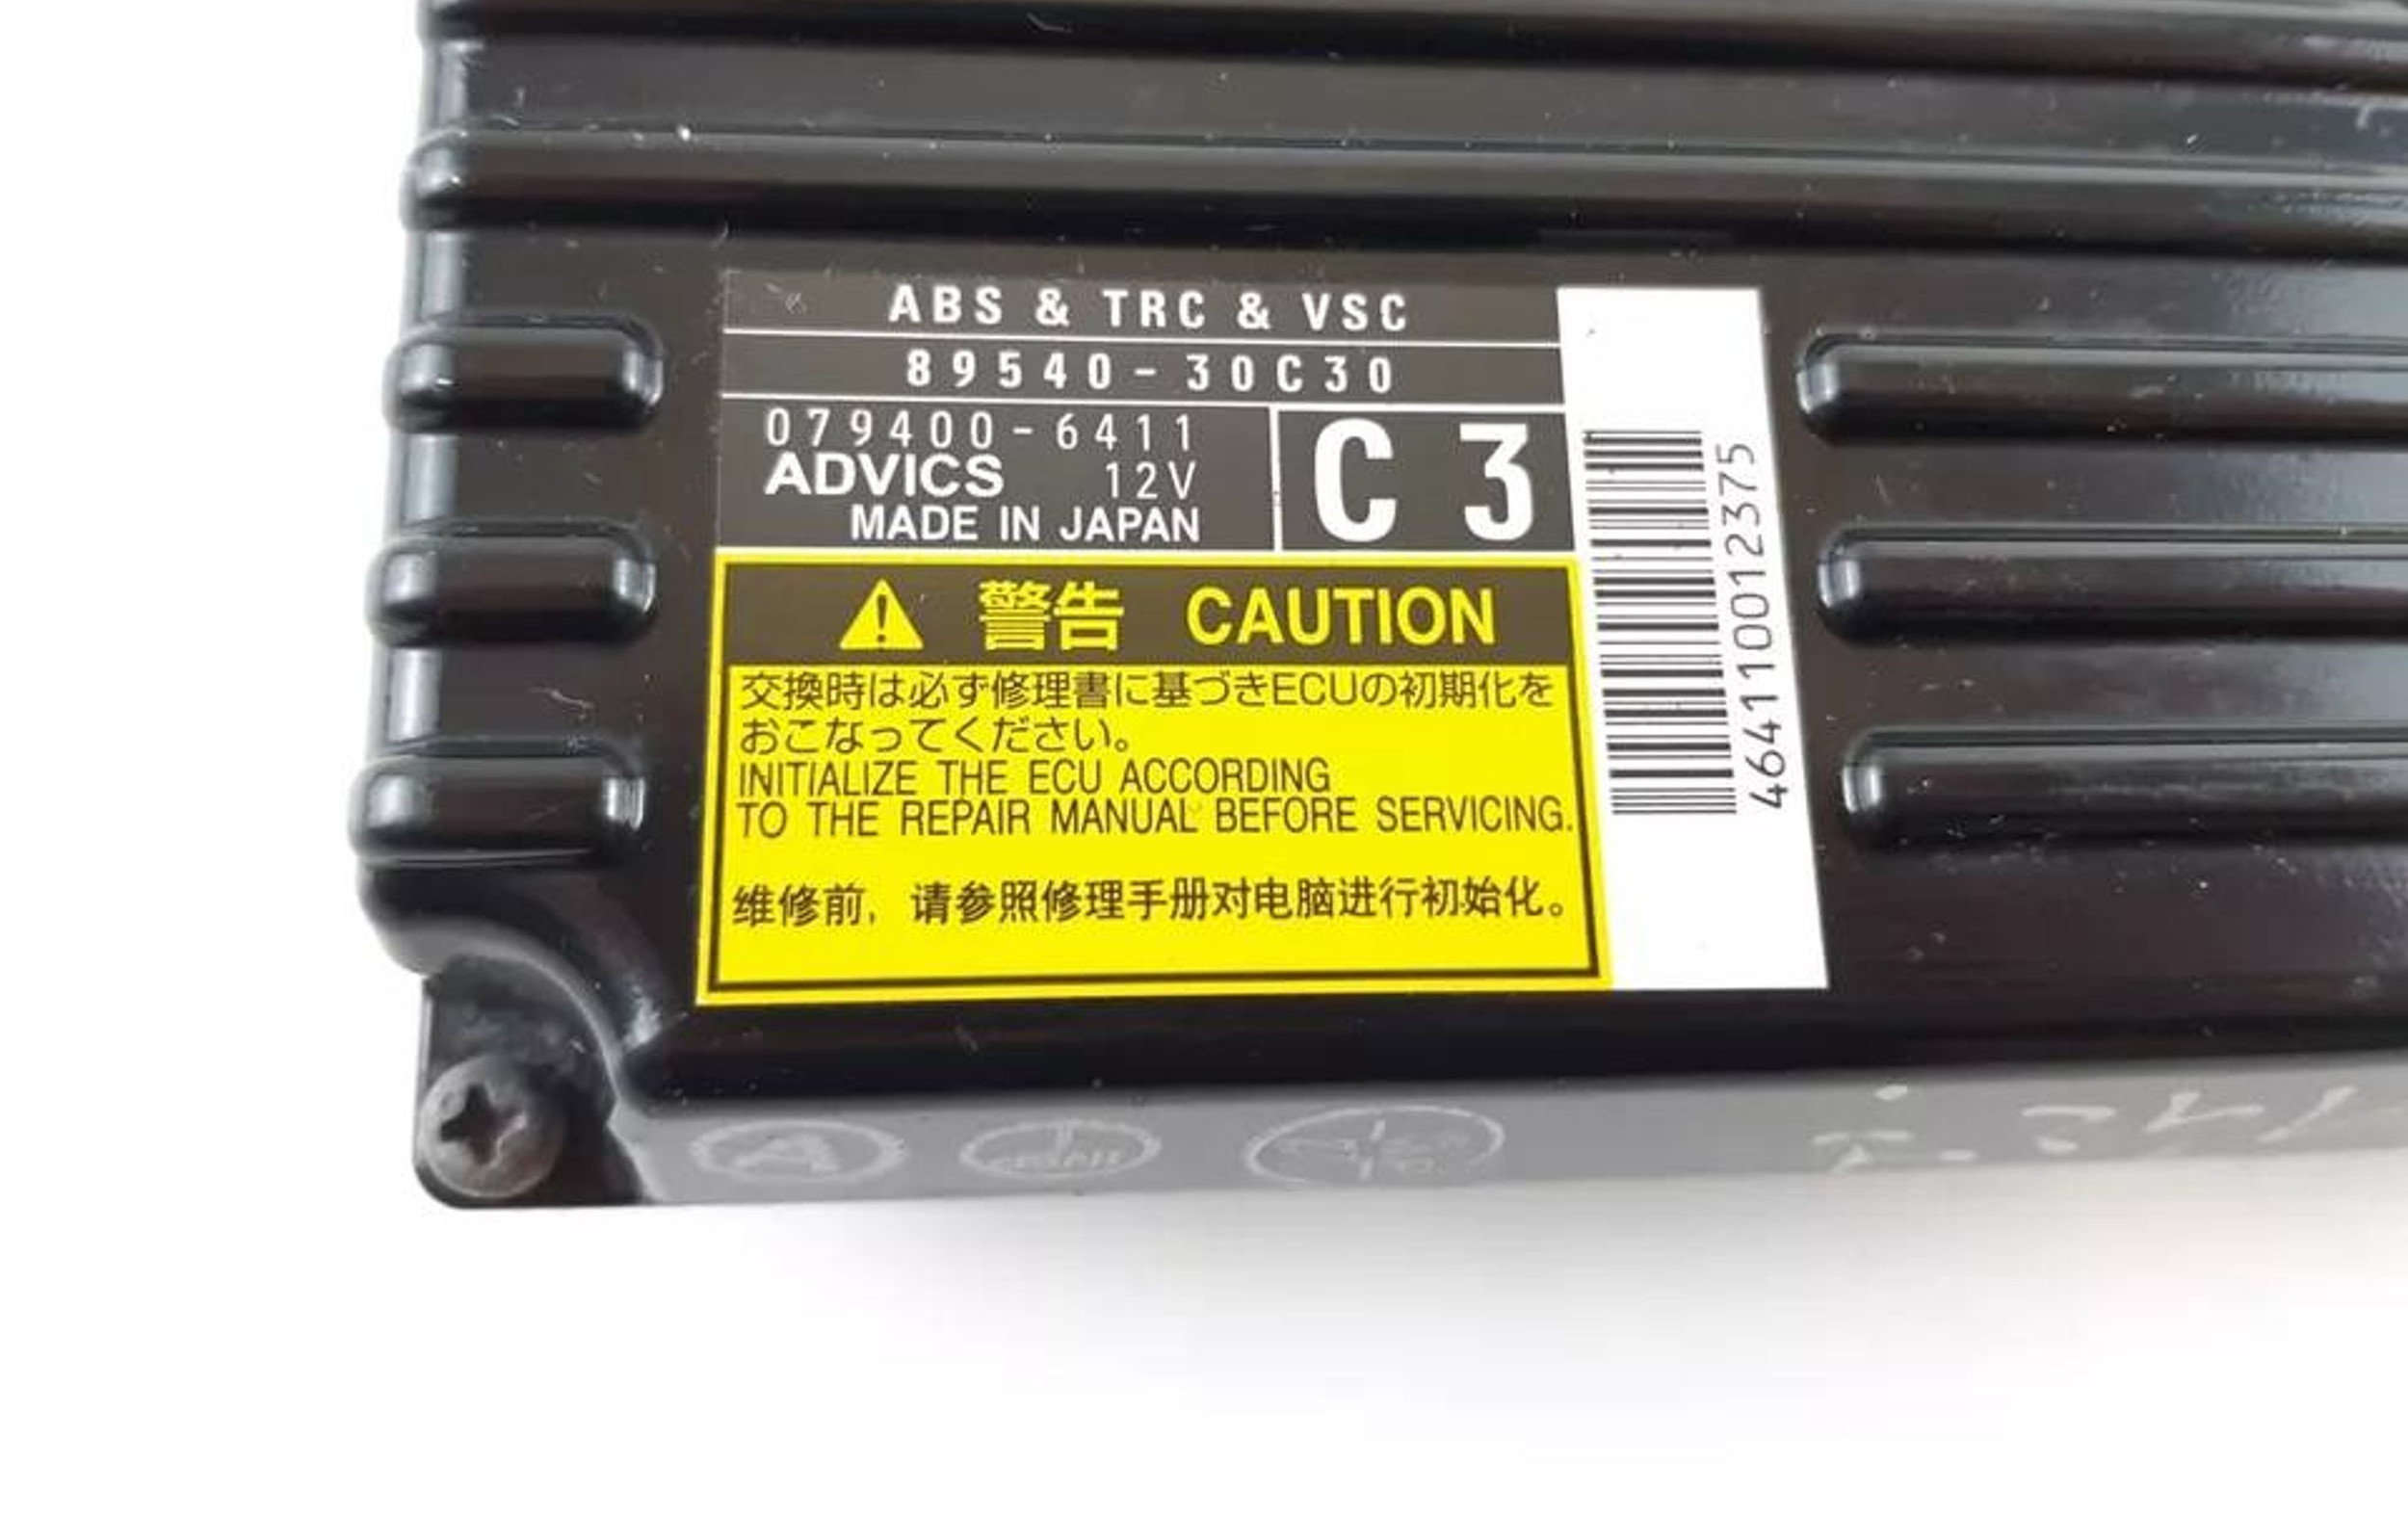 ABS & TRC & VSC
89540-30C30
079400-6411
ADVICS 12V
MADE IN JAPAN
C3
464110012375
警告 CAUTION
交換時は必ず修理書に基づきECUの初期化を
おこなってください。
INITIALIZE THE ECU ACCORDING
TO THE REPAIR MANUAL BEFORE SERVICING.
维修前，请参照修理手册对电脑进行初始化。
A